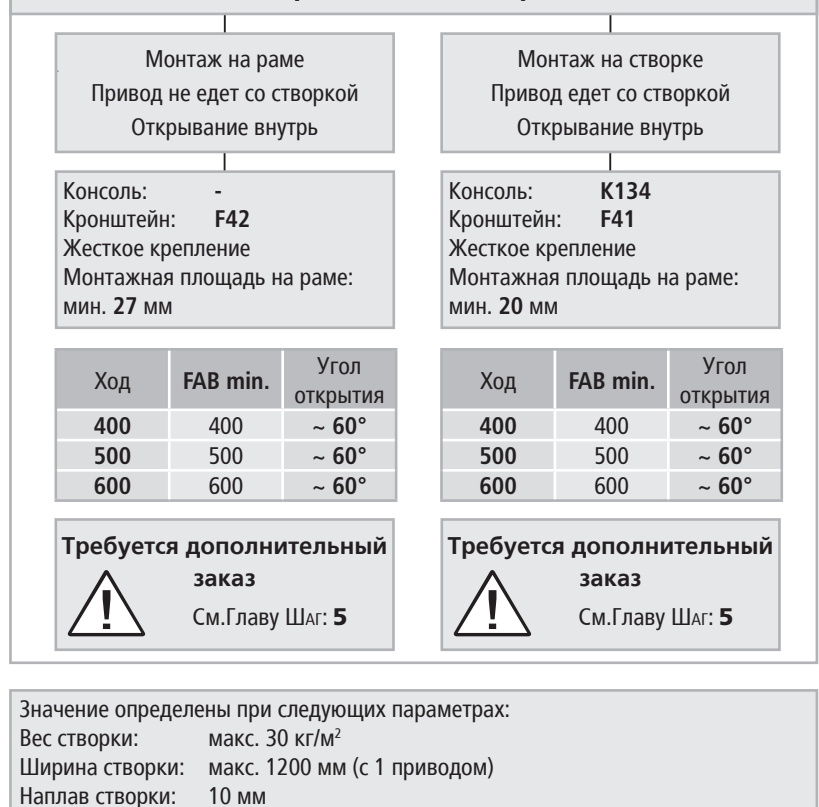 Монтаж на раме
Привод не едет со створкой
Открывание внутрь
Монтаж на створке
Привод едет со створкой
Открывание внутрь
Консоль: -
Кронштейн: F42
Жесткое крепление
Монтажная площадь на раме:
мин. 27 мм
Консоль: K134
Кронштейн: F41
Жесткое крепление
Монтажная площадь на раме:
мин. 20 мм
Ход FAB min. Угол открытия
400 400 ~ 60°
500 500 ~ 60°
600 600 ~ 60°
Ход FAB min. Угол открытия
400 400 ~ 60°
500 500 ~ 60°
600 600 ~ 60°
Требуется дополнительный
заказ
См.Главу Шаг: 5
Требуется дополнительный
заказ
См.Главу Шаг: 5
Значение определены при следующих параметрах:
Вес створки: макс. 30 кг/м²
Ширина створки: макс. 1200 мм (с 1 приводом)
Наплав створки: 10 мм